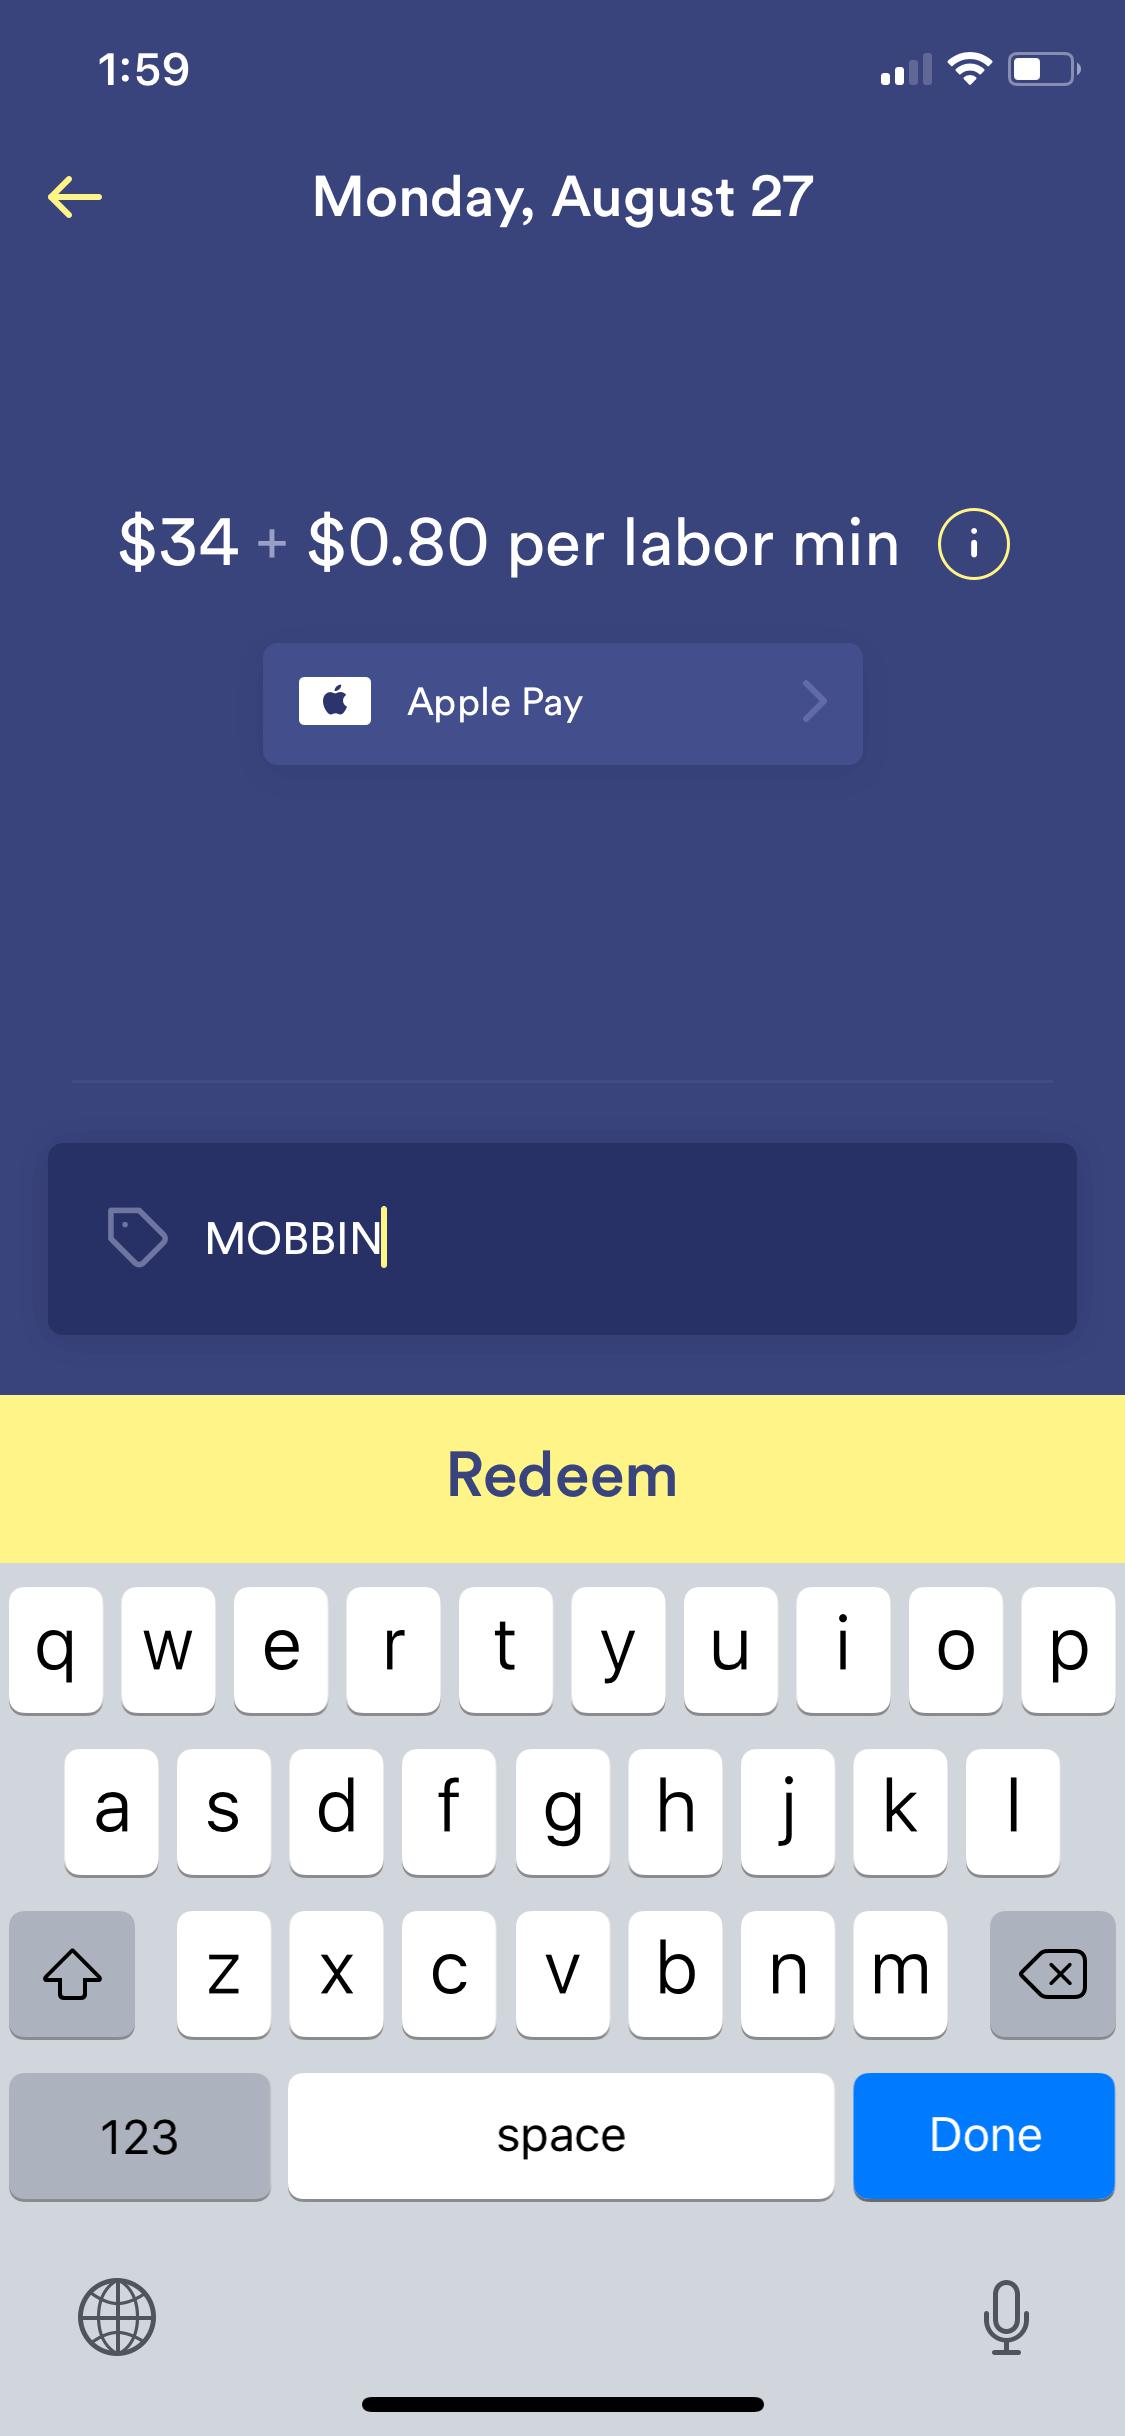 1:59
Monday, August 27
$34 + $0.80 per labor min
Apple Pay
MOBBIN
Redeem
q w e r t y u i o p
a s d f g h j k l
z x c v b n m
123 space Done